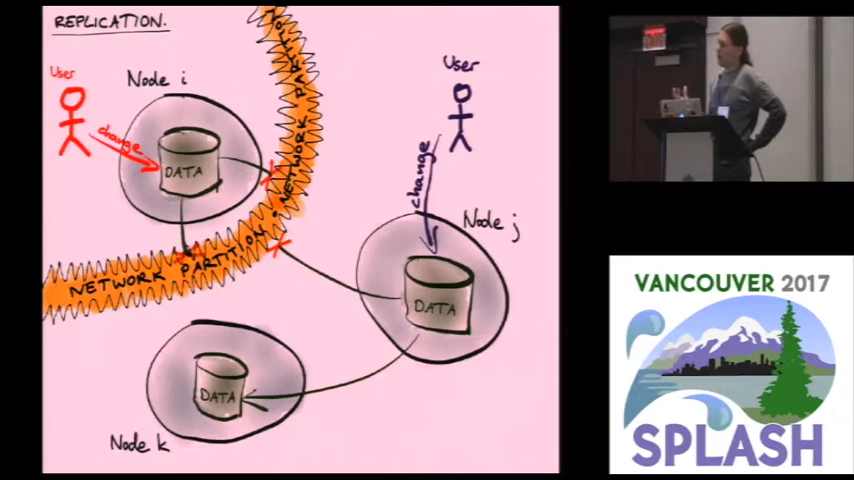 REPLICATION.
User
Node i
change
DATA
NETWORK PARTITION
NETWORK PARTITION
User
change
Node j
DATA
DATA
Node k
VANCOUVER 2017
SPLASH